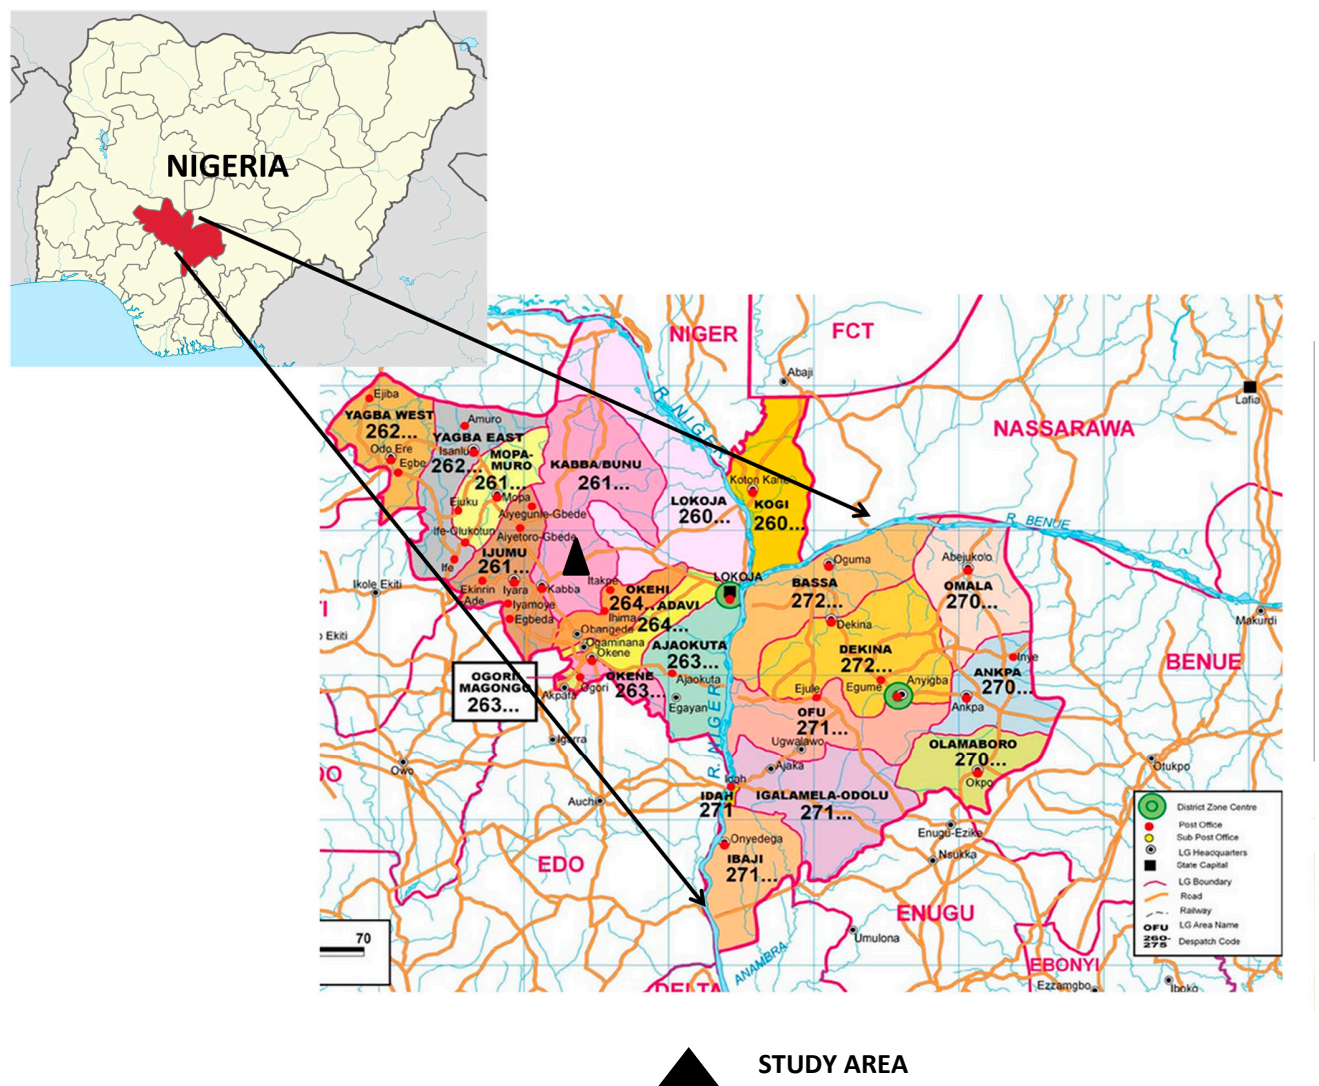 NIGERIA
NIGER
FCT
Abaji
Lafia
NASSARAWA
R. NIGER
Ejiba
YAGBA WEST
262...
Odo Ere
Egbe
Amuro
YAGBA EAST
Isanlu
262...
MOPA-
MURO
261...
Mopa
Ejuku
KABBA/BUNU
261...
Aiyegunle-Gbede
Aiyetoro-Gbede
Ife-Olukotun
Ife
IJUMU
261...
Ekinrin
Ade
Iyara
Iyamoye
Egbeda
Kabba
LOKOJA
260...
Koton Karfe
KOGI
260...
R. BENUE
LOKOJA
Itakpe
OKEHI
264...
ADAVI
264...
Ihima
Obangede
Ogaminana
Okene
Ikole Ekiti
TI
Ekiti
AJAOKUTA
263...
Ajaokuta
Egayan
OKENE
263...
OGORI
MAGONGO
263...
Akpafa
Ogori
Oguma
BASSA
272...
Dekina
DEKINA
272...
Egume
Anyigba
Ejule
Abejukolo
OMALA
270...
Makurdi
BENUE
Inye
ANKPA
270...
Ankpa
OFU
271...
Ugwalawo
Ajaka
OLAMABORO
270...
Okpo
Otukpo
R. NIGER
Idah
IDAH
271
IGALAMELA-ODOLU
271...
Igarra
Owo
DO
Auchi
EDO
Onyedega
IBAJI
271...
Enugu-Ezike
Nsukka
ENUGU
Umulona
EBONYI
Ezzamgbo
Iboko
ANAMBRA
DELTA
70
District Zone Centre
Post Office
Sub Post Office
LG Headquarters
State Capital
LG Boundary
Road
Railway
OFU LG Area Name
260-
275 Despatch Code
STUDY AREA